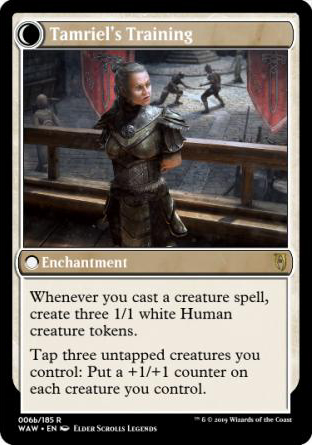 Tamriel's Training
Enchantment
Whenever you cast a creature spell,
create three 1/1 white Human
creature tokens.
Tap three untapped creatures you
control: Put a +1/+1 counter on
each creature you control.
006b/185 R
WAW • EN Elder Scrolls Legends
™ & © 2019 Wizards of the Coast